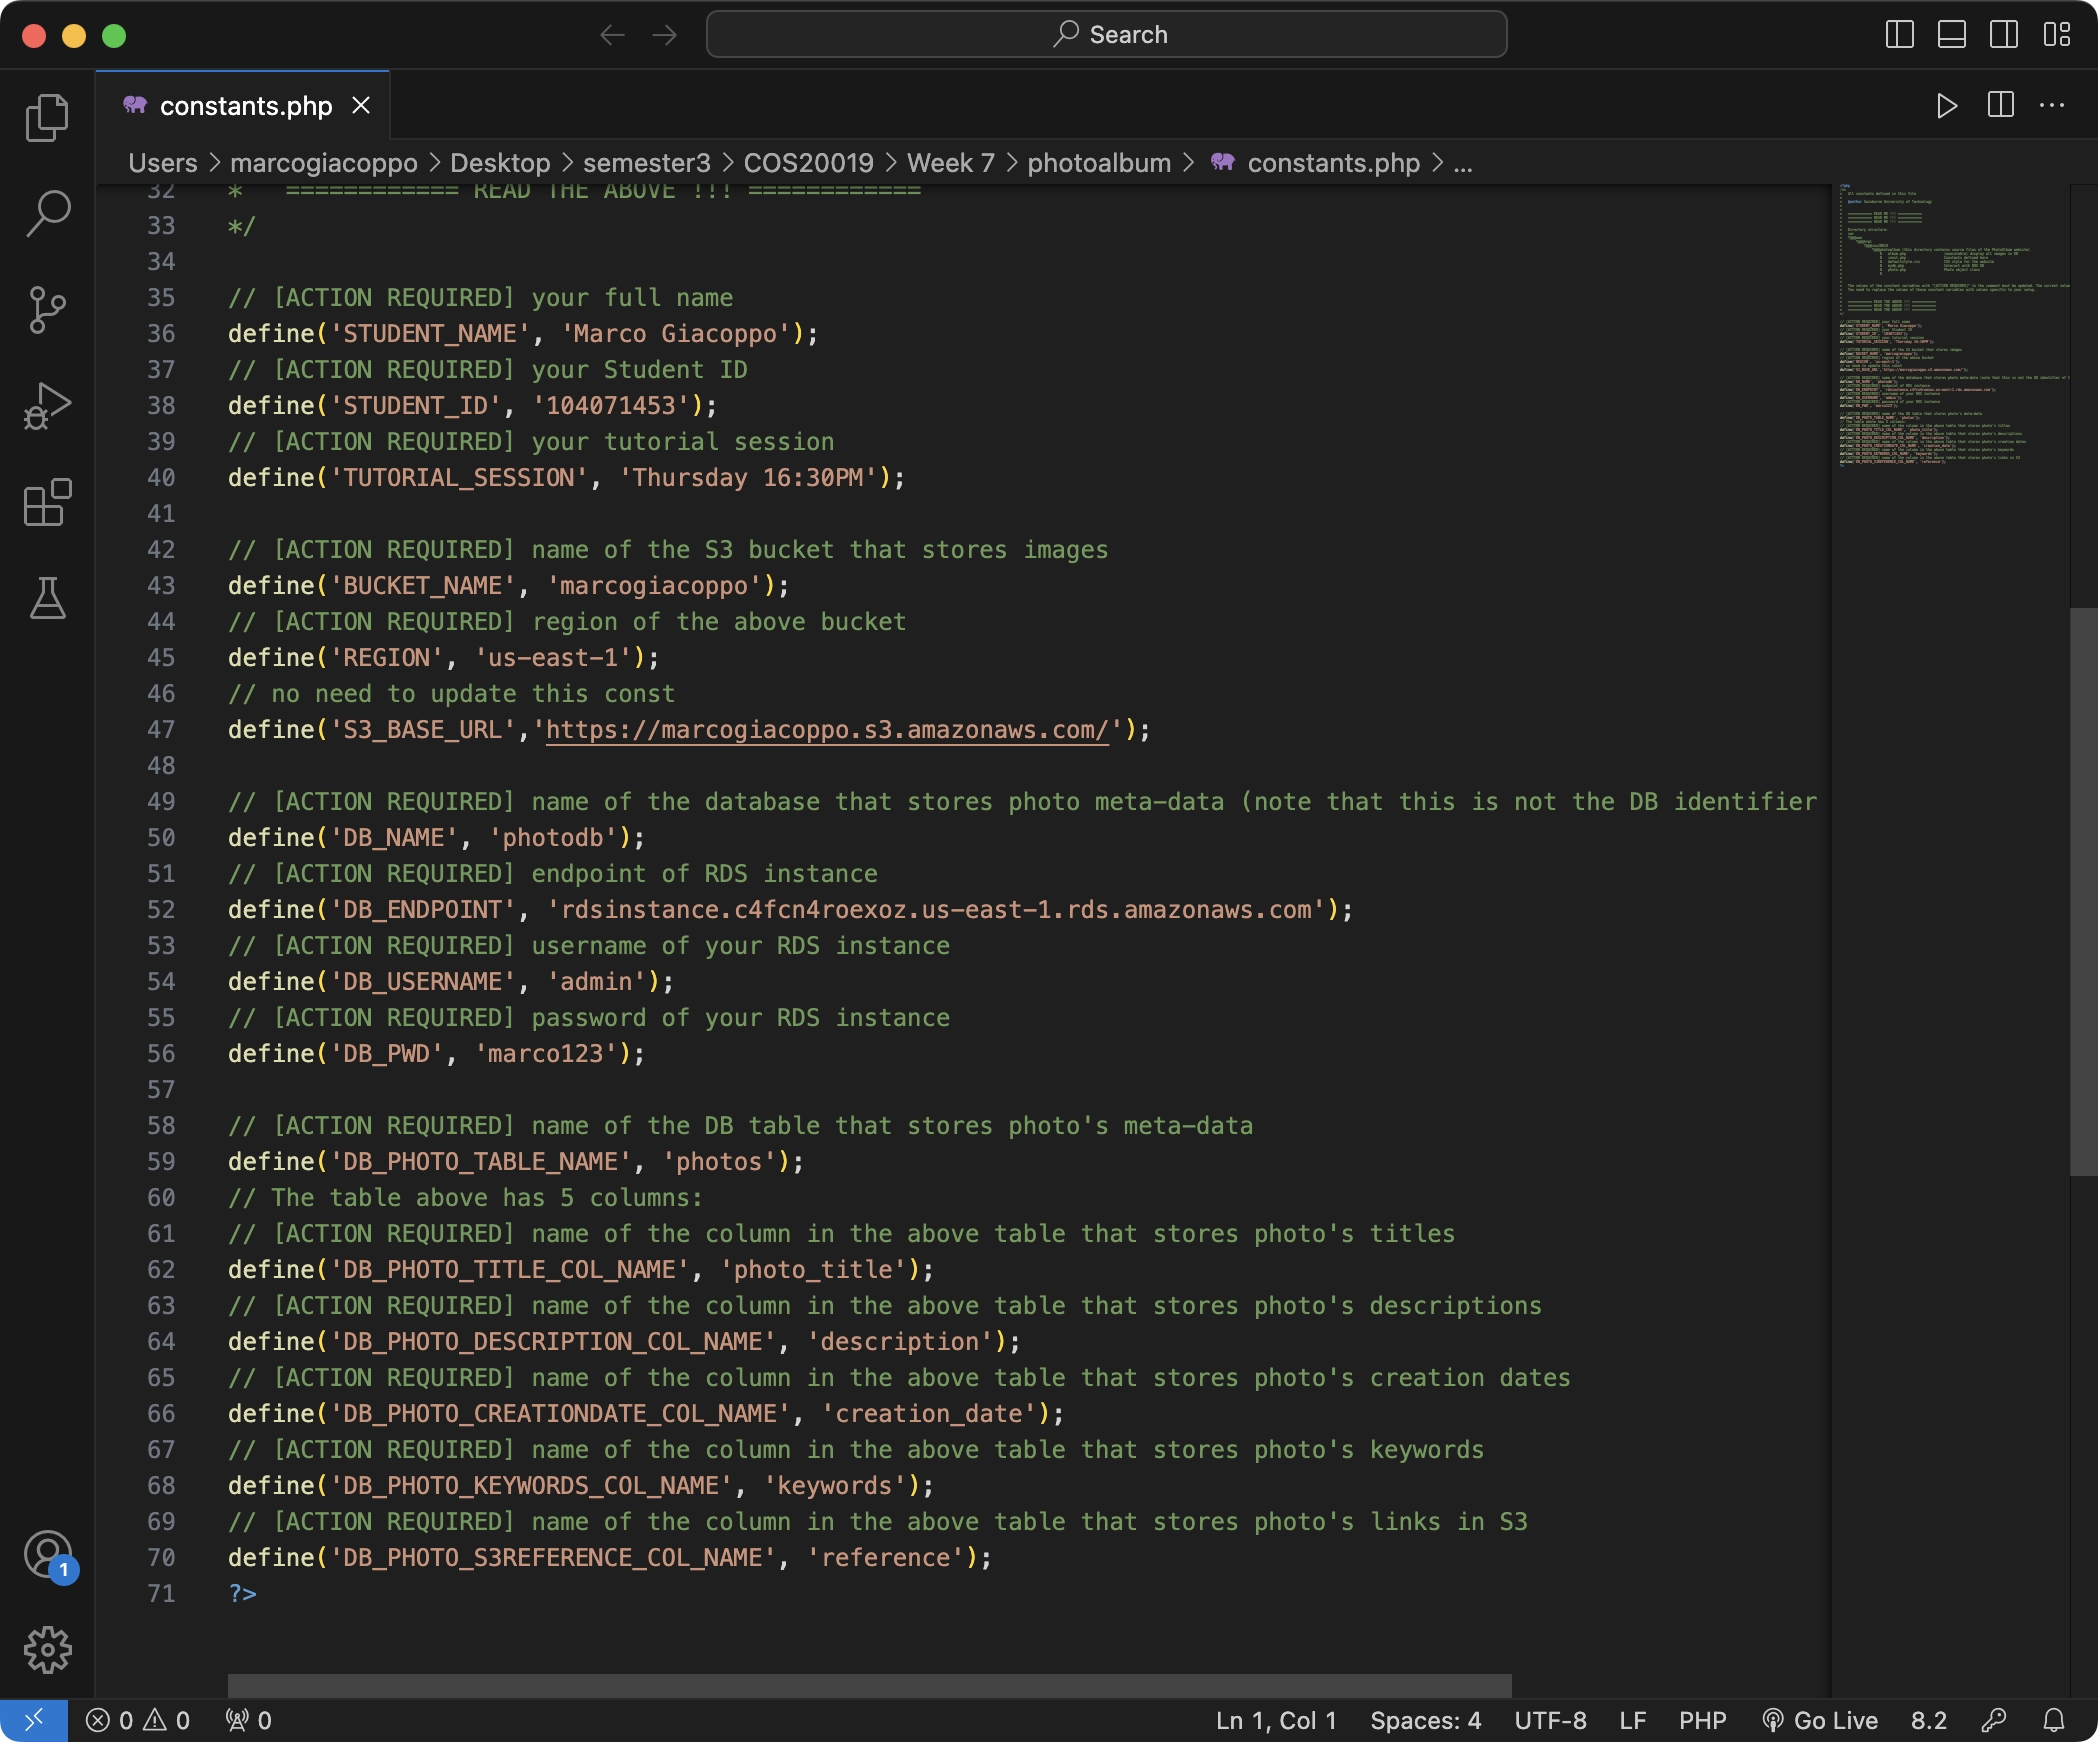 Search
constants.php
Users > marcogiacoppo > Desktop > semester3 > COS20019 > Week 7 > photoalbum > constants.php > ...
32 * ============ READ THE ABOVE !!! ============
33 */
34
35 // [ACTION REQUIRED] your full name
36 define('STUDENT_NAME', 'Marco Giacoppo');
37 // [ACTION REQUIRED] your Student ID
38 define('STUDENT_ID', '104071453');
39 // [ACTION REQUIRED] your tutorial session
40 define('TUTORIAL_SESSION', 'Thursday 16:30PM');
41
42 // [ACTION REQUIRED] name of the S3 bucket that stores images
43 define('BUCKET_NAME', 'marcogiacoppo');
44 // [ACTION REQUIRED] region of the above bucket
45 define('REGION', 'us-east-1');
46 // no need to update this const
47 define('S3_BASE_URL','https://marcogiacoppo.s3.amazonaws.com/');
48
49 // [ACTION REQUIRED] name of the database that stores photo meta-data (note that this is not the DB identifier
50 define('DB_NAME', 'photodb');
51 // [ACTION REQUIRED] endpoint of RDS instance
52 define('DB_ENDPOINT', 'rdsinstance.c4fcn4roexoz.us-east-1.rds.amazonaws.com');
53 // [ACTION REQUIRED] username of your RDS instance
54 define('DB_USERNAME', 'admin');
55 // [ACTION REQUIRED] password of your RDS instance
56 define('DB_PWD', 'marco123');
57
58 // [ACTION REQUIRED] name of the DB table that stores photo's meta-data
59 define('DB_PHOTO_TABLE_NAME', 'photos');
60 // The table above has 5 columns:
61 // [ACTION REQUIRED] name of the column in the above table that stores photo's titles
62 define('DB_PHOTO_TITLE_COL_NAME', 'photo_title');
63 // [ACTION REQUIRED] name of the column in the above table that stores photo's descriptions
64 define('DB_PHOTO_DESCRIPTION_COL_NAME', 'description');
65 // [ACTION REQUIRED] name of the column in the above table that stores photo's creation dates
66 define('DB_PHOTO_CREATIONDATE_COL_NAME', 'creation_date');
67 // [ACTION REQUIRED] name of the column in the above table that stores photo's keywords
68 define('DB_PHOTO_KEYWORDS_COL_NAME', 'keywords');
69 // [ACTION REQUIRED] name of the column in the above table that stores photo's links in S3
70 define('DB_PHOTO_S3REFERENCE_COL_NAME', 'reference');
71 ?>
1
0 0 0 Ln 1, Col 1 Spaces: 4 UTF-8 LF PHP Go Live 8.2